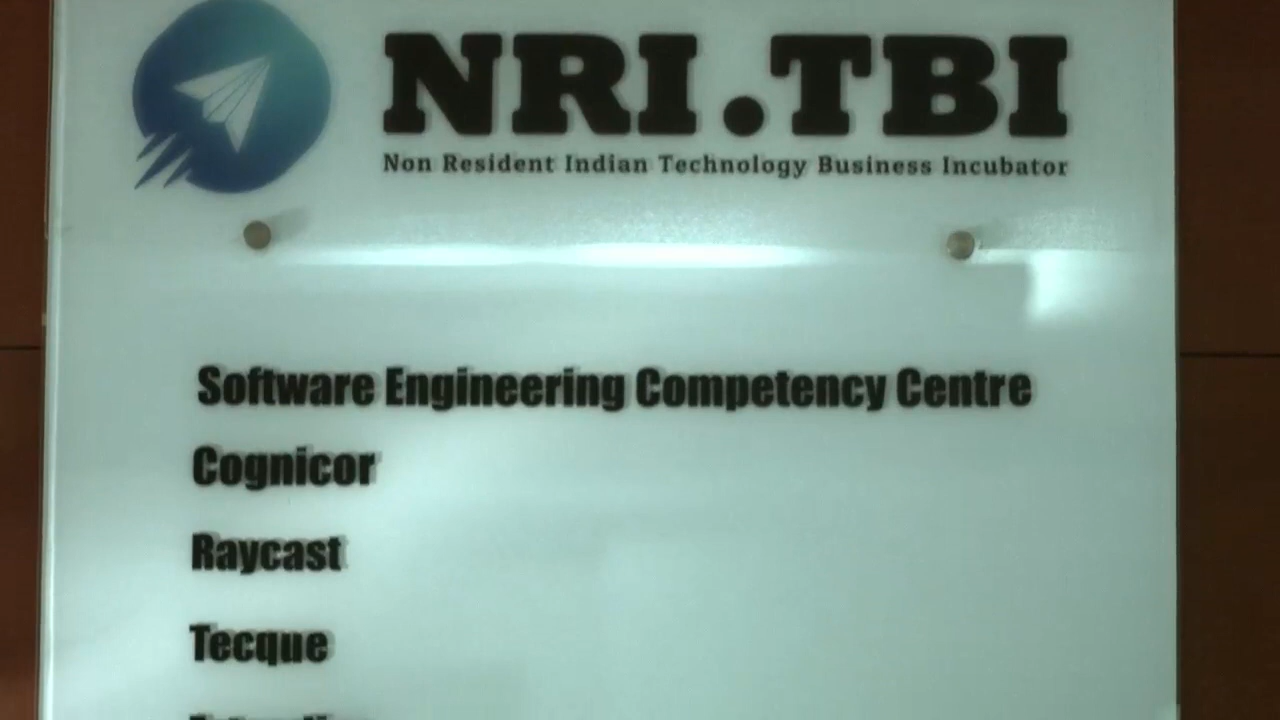 NRI.TBI
Non Resident Indian Technology Business Incubator
Software Engineering Competency Centre
Cognicor
Raycast
Tecque